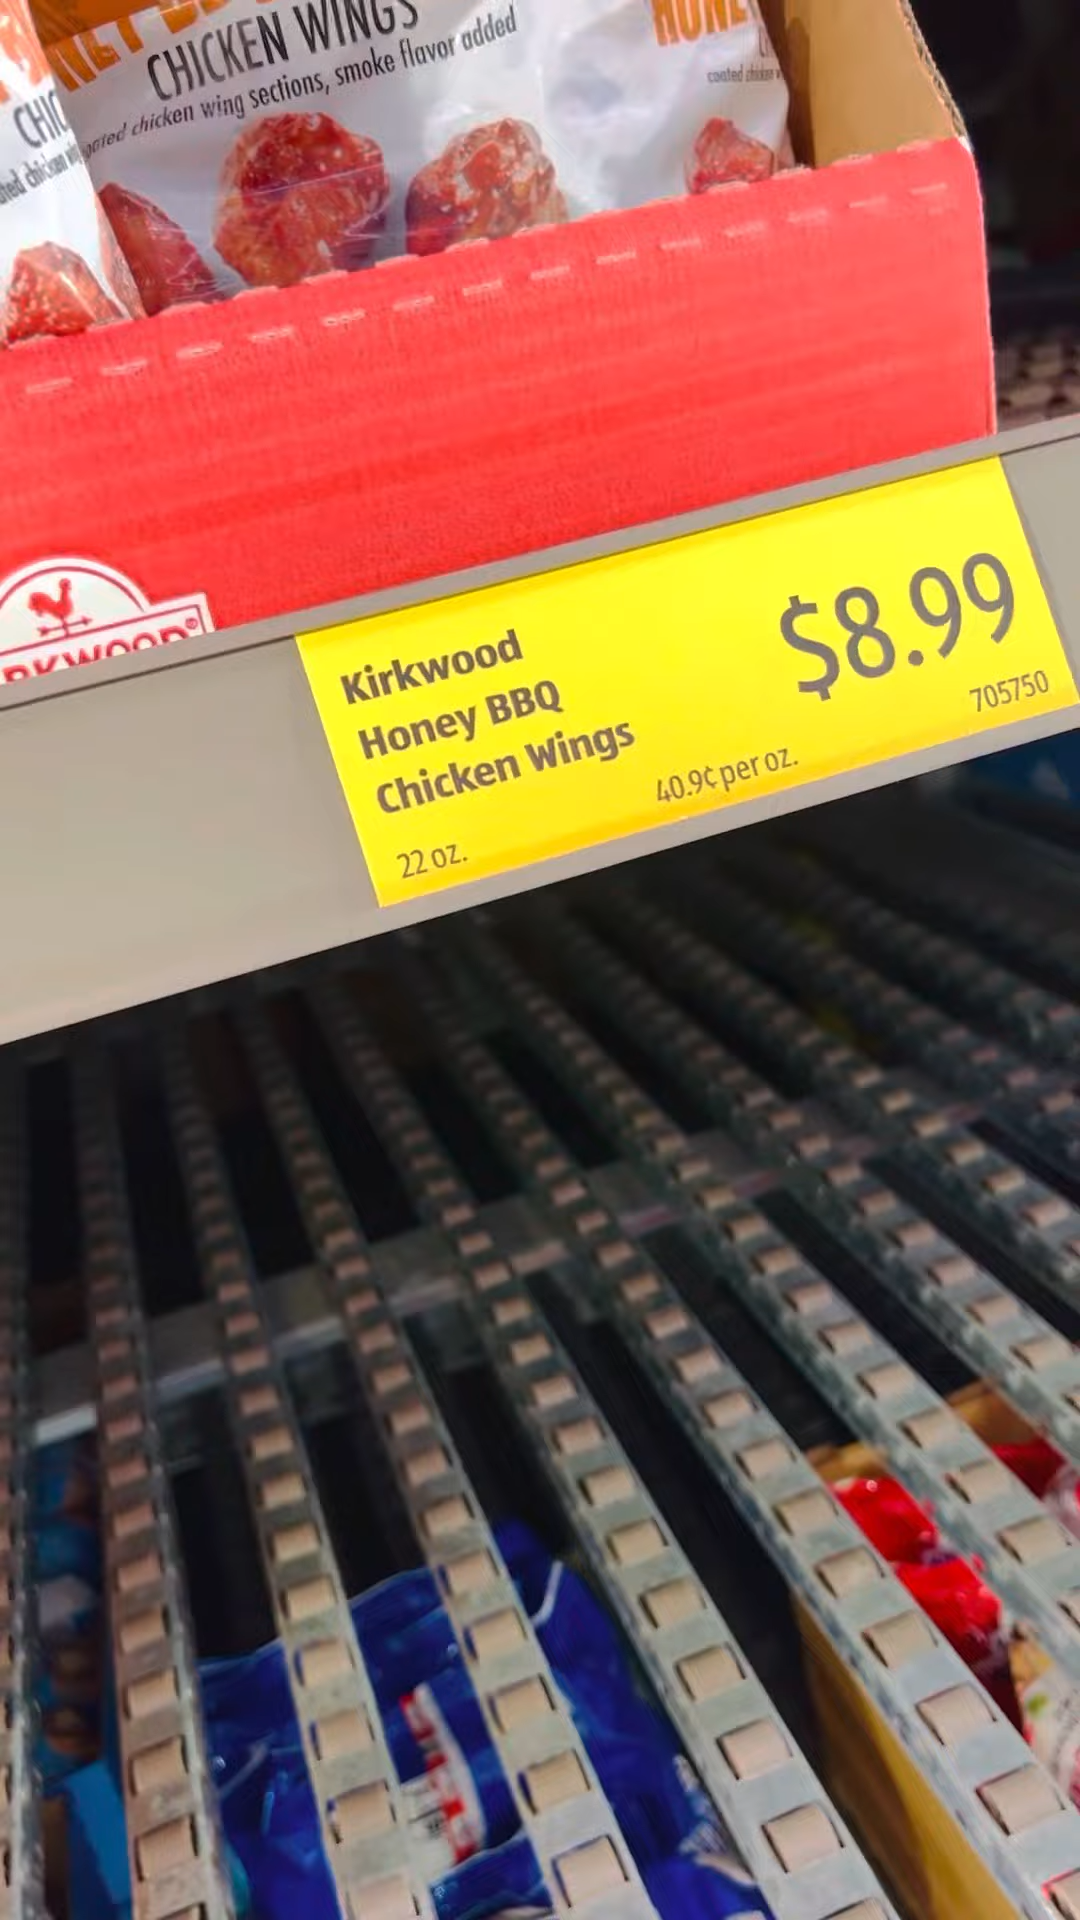 CHICKEN WINGS
chicken wing sections, smoke flavor added
coated chicken
Kirkwood
Honey BBQ
Chicken Wings
22 oz.
40.9¢ per oz.
$8.99
705750